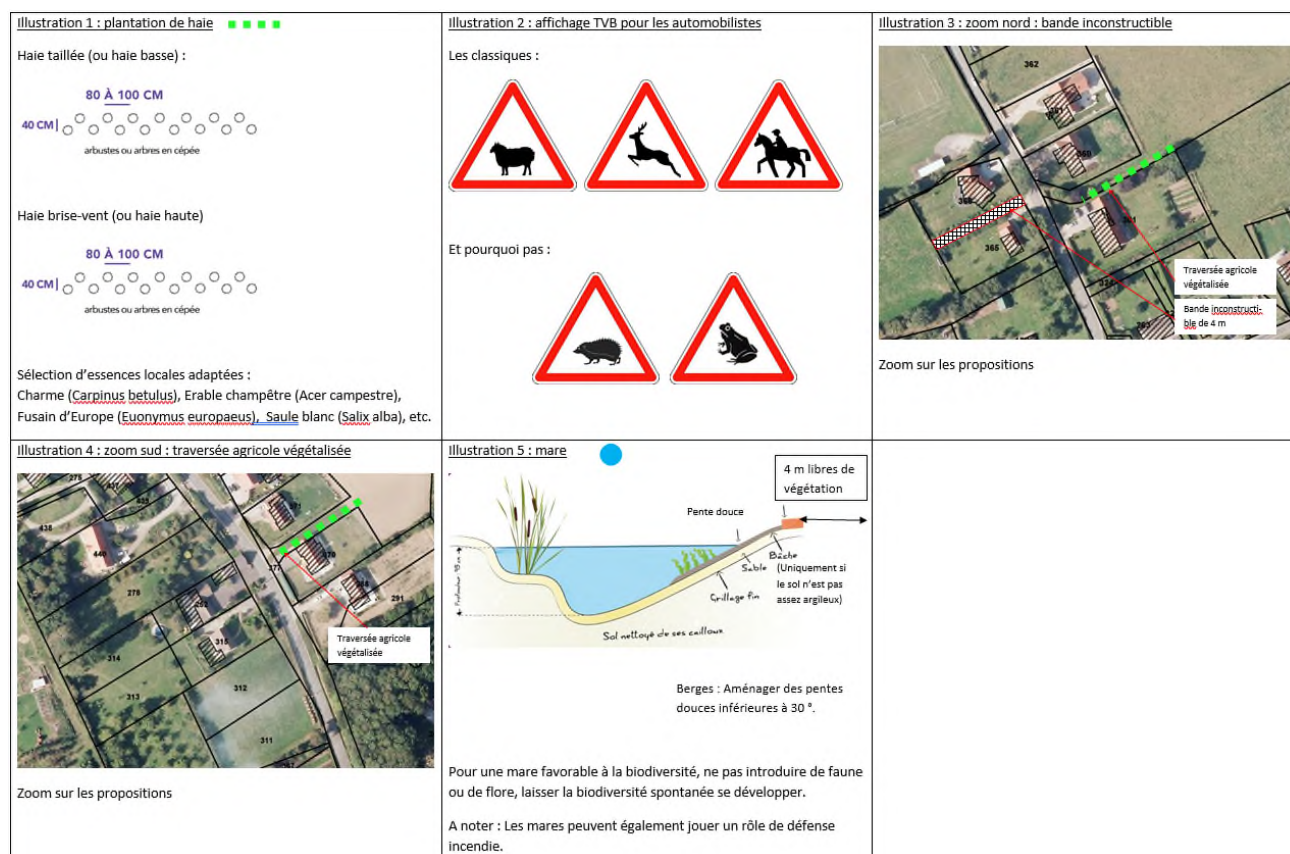 Illustration 1 : plantation de haie
Haie taillée (ou haie basse) :
80 À 100 CM
40 CM
arbustes ou arbres en cépée
Haie brise-vent (ou haie haute)
80 À 100 CM
40 CM
arbustes ou arbres en cépée
Sélection d'essences locales adaptées :
Charme (Carpinus betulus), Erable champêtre (Acer campestre),
Fusain d'Europe (Euonymus europaeus), Saule blanc (Salix alba), etc.
Illustration 2 : affichage TVB pour les automobilistes
Les classiques :
Et pourquoi pas :
Illustration 3 : zoom nord : bande inconstructible
362
365
Traversée agricole
végétalisée
Bande inconstructi-
ble de 4 m
Zoom sur les propositions
Illustration 4 : zoom sud : traversée agricole végétalisée
440
315
291
314
313
312
311
Traversée agricole
végétalisée
Zoom sur les propositions
Illustration 5 : mare
4 m libres de
végétation
Pente douce
Bâche
(Uniquement si
le sol n'est pas
assez argileux)
Sable
Grillage fin
Sol nettoyé de ses cailloux
Berges : Aménager des pentes
douces inférieures à 30 °.
Pour une mare favorable à la biodiversité, ne pas introduire de faune
ou de flore, laisser la biodiversité spontanée se développer.
A noter : Les mares peuvent également jouer un rôle de défense
incendie.